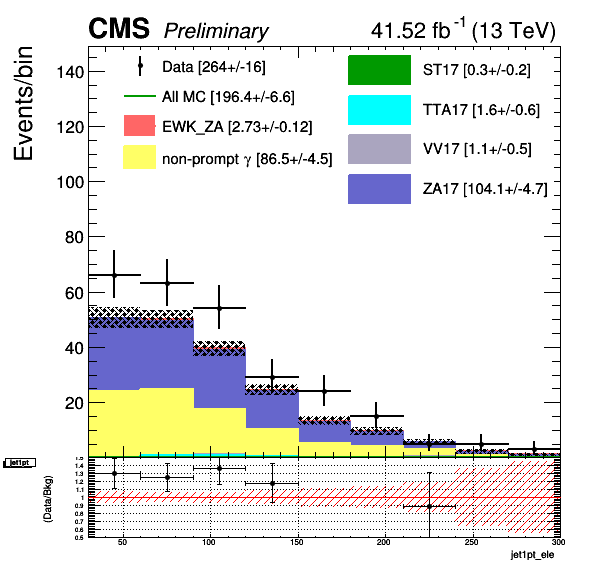 CMS Preliminary 41.52 fb⁻¹ (13 TeV)
Events/bin
140
120
100
80
60
40
20
Data [264+/-16]
All MC [196.4+/-6.6]
EWK_ZA [2.73+/-0.12]
non-prompt γ [86.5+/-4.5]
ST17 [0.3+/-0.2]
TTA17 [1.6+/-0.6]
VV17 [1.1+/-0.5]
ZA17 [104.1+/-4.7]
jet1pt
(Data/Bkg)
1.5
1.4
1.3
1.2
1.1
1
0.9
0.8
0.7
0.6
0.5
50 100 150 200 250 300
jet1pt_ele